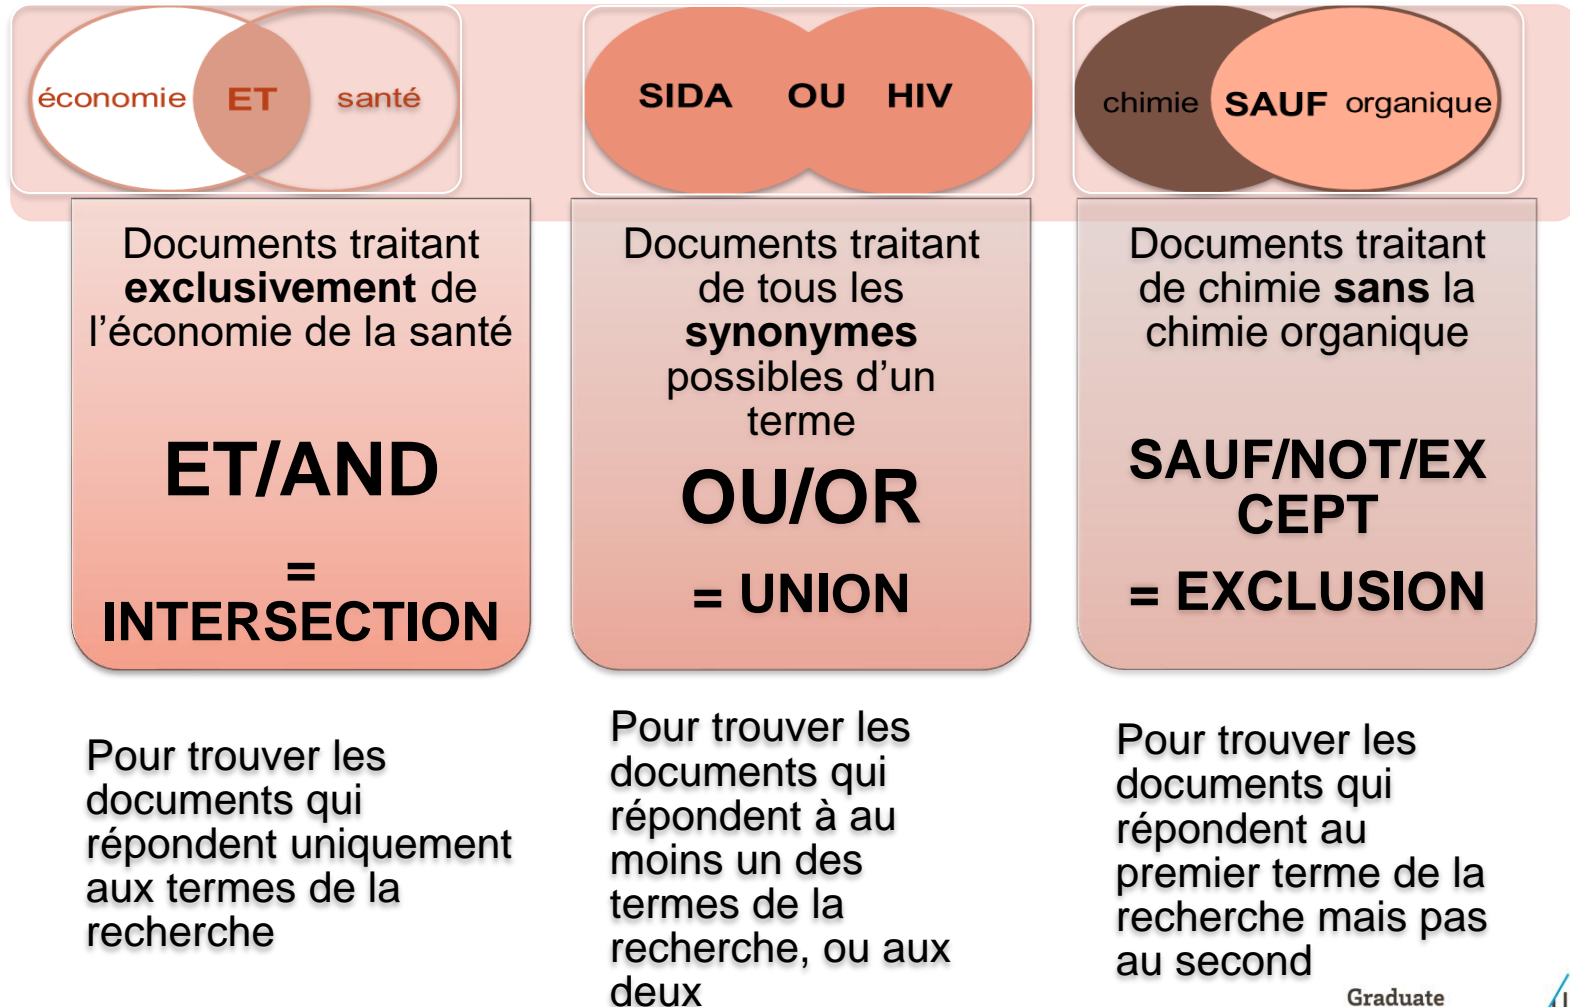 économie ET santé
SIDA OU HIV
chimie SAUF organique
Documents traitant
exclusivement de
l’économie de la santé
ET/AND
=
INTERSECTION
Documents traitant
de tous les
synonymes
possibles d’un
terme
OU/OR
= UNION
Documents traitant
de chimie sans la
chimie organique
SAUF/NOT/EX
CEPT
= EXCLUSION
Pour trouver les
documents qui
répondent uniquement
aux termes de la
recherche
Pour trouver les
documents qui
répondent à au
moins un des
termes de la
recherche, ou aux
deux
Pour trouver les
documents qui
répondent au
premier terme de la
recherche mais pas
au second
Graduate